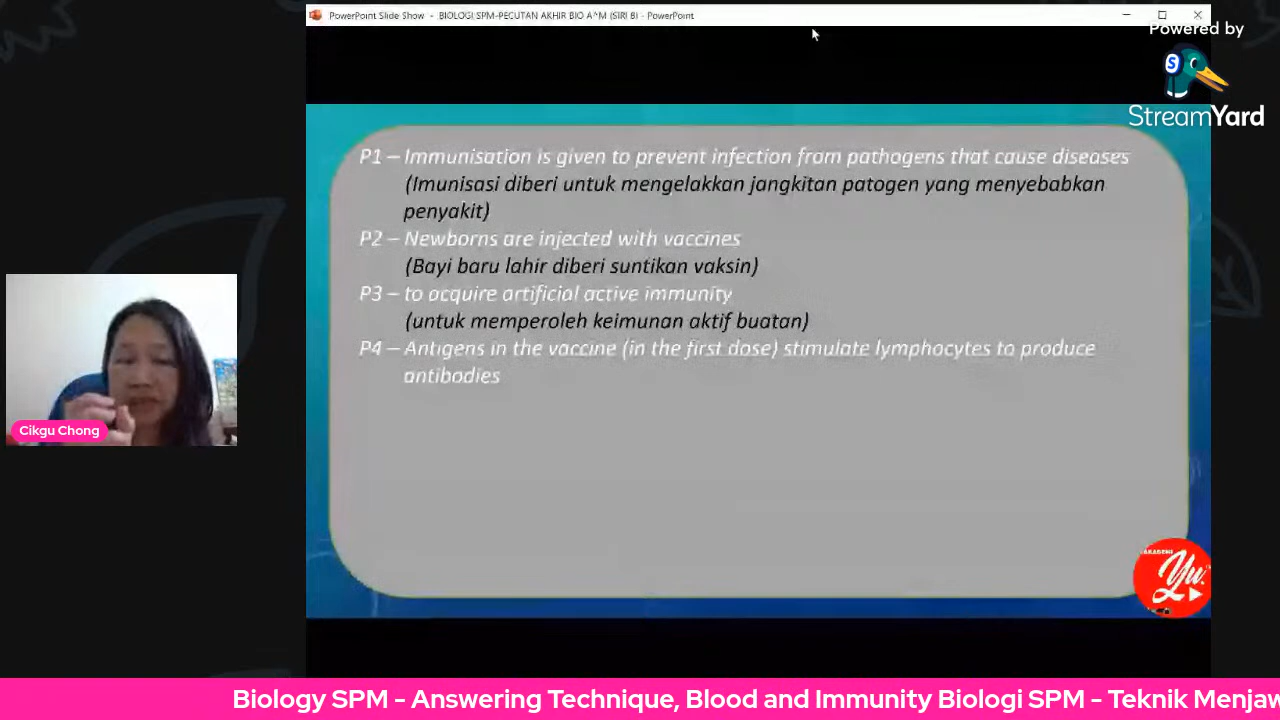 PowerPoint Slide Show - BIOLOGI SPM-PECUTAN AKHIR BIO A^M (SIRI 8) - PowerPoint
Powered by
S
StreamYard
P1 – Immunisation is given to prevent infection from pathogens that cause diseases
(Imunisasi diberi untuk mengelakkan jangkitan patogen yang menyebabkan
penyakit)
P2 – Newborns are injected with vaccines
(Bayi baru lahir diberi suntikan vaksin)
P3 – to acquire artificial active immunity
(untuk memperoleh keimunan aktif buatan)
P4 – Antigens in the vaccine (in the first dose) stimulate lymphocytes to produce
antibodies
Cikgu Chong
Yu
Biology SPM - Answering Technique, Blood and Immunity Biologi SPM - Teknik Menjaw